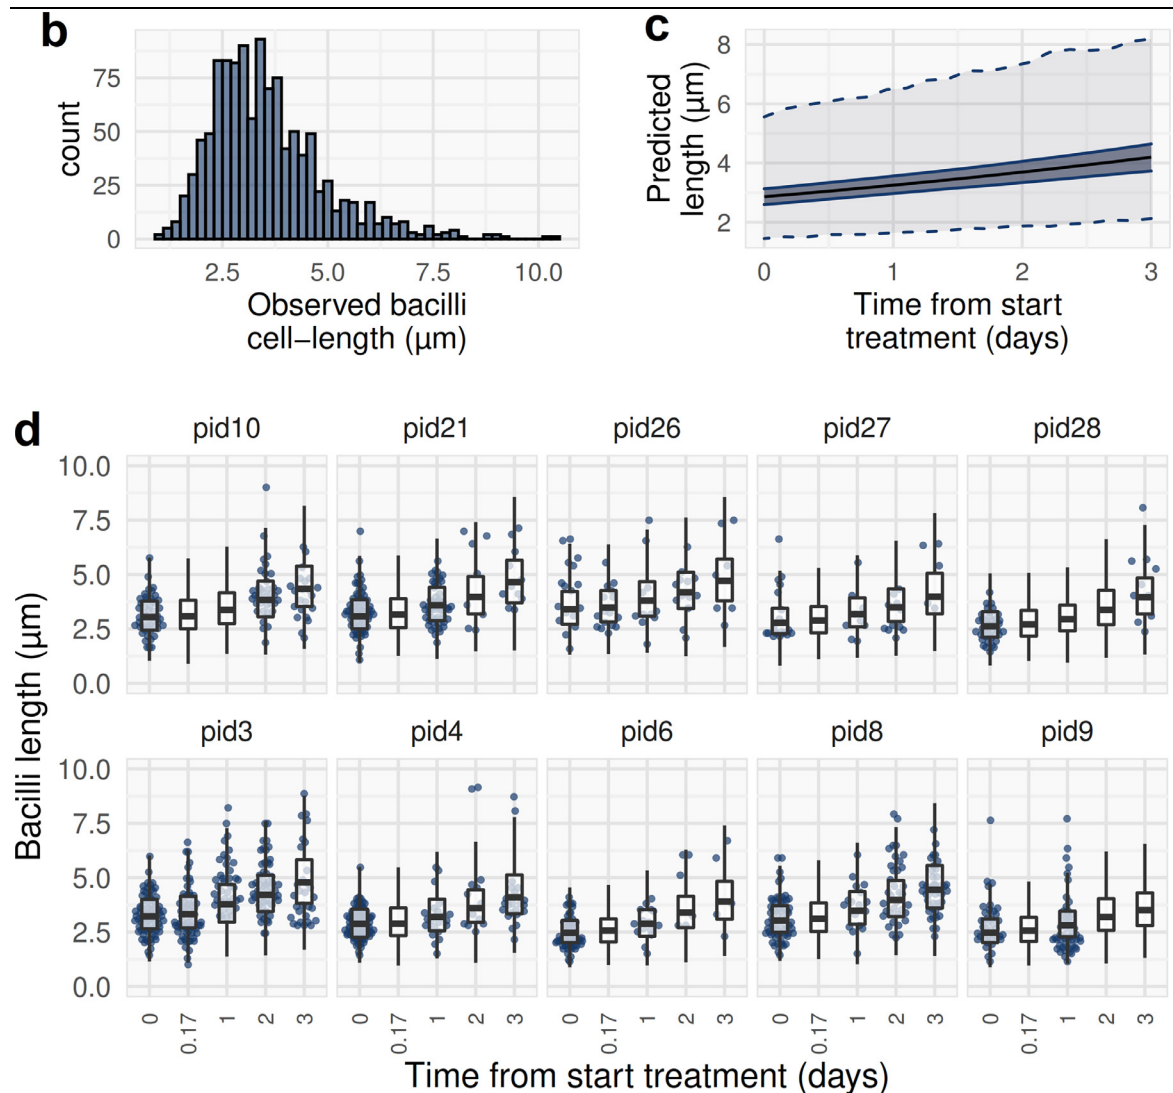 b
75
50
25
0
count
2.5 5.0 7.5 10.0
Observed bacilli
cell−length (μm)
c
8
6
4
2
Predicted
length (μm)
0 1 2 3
Time from start
treatment (days)
d
pid10 pid21 pid26 pid27 pid28
10.0
7.5
5.0
2.5
0.0
Bacilli length (μm)
pid3 pid4 pid6 pid8 pid9
10.0
7.5
5.0
2.5
0.0
0 0.17 1 2 3 0 0.17 1 2 3 0 0.17 1 2 3 0 0.17 1 2 3 0 0.17 1 2 3
Time from start treatment (days)